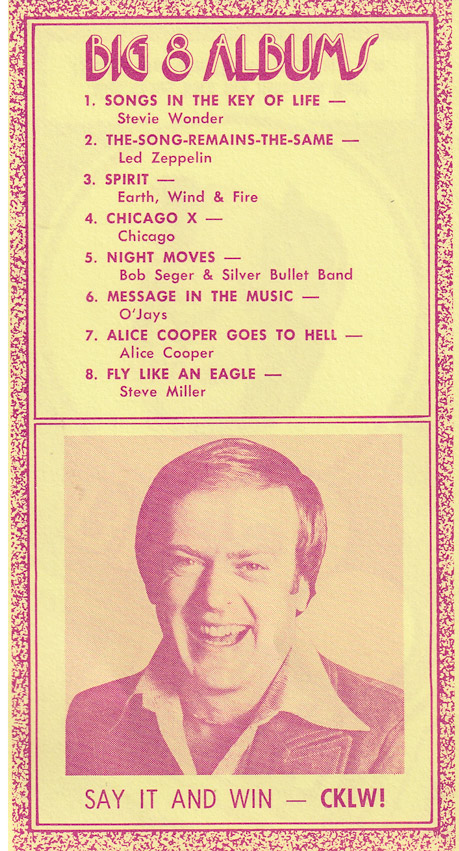 BIG 8 ALBUMS
1. SONGS IN THE KEY OF LIFE —
Stevie Wonder
2. THE-SONG-REMAINS-THE-SAME —
Led Zeppelin
3. SPIRIT —
Earth, Wind & Fire
4. CHICAGO X —
Chicago
5. NIGHT MOVES —
Bob Seger & Silver Bullet Band
6. MESSAGE IN THE MUSIC —
O'Jays
7. ALICE COOPER GOES TO HELL —
Alice Cooper
8. FLY LIKE AN EAGLE —
Steve Miller
SAY IT AND WIN — CKLW!